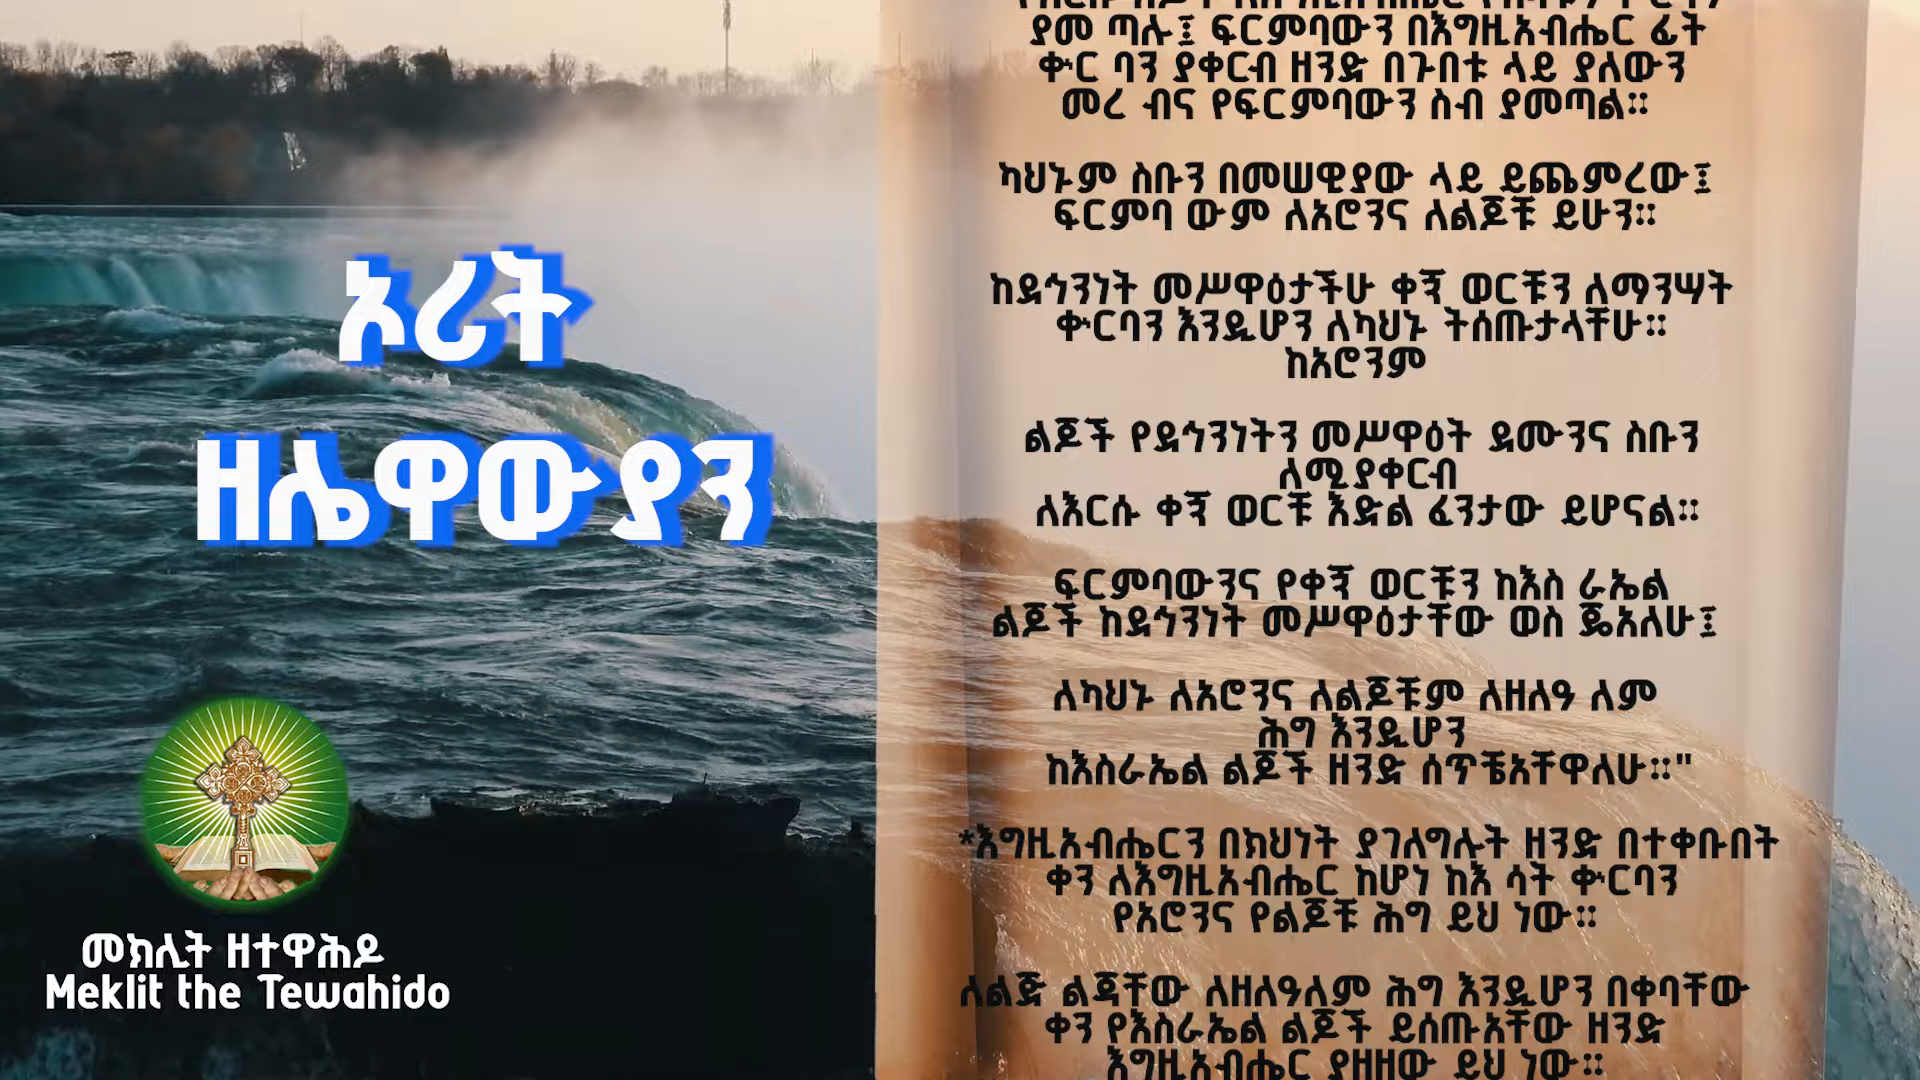 ኦሪት
ዘሌዋውያን
መክሊት ዘተዋሕዶ
Meklit the Tewahido
ያመ ጣሉ፤ ፍርምባውን በእግዚአብሔር ፊት
ቍር ባን ያቀርብ ዘንድ በጉበቱ ላይ ያለውን
መረ ብና የፍርምባውን ስብ ያመጣል።
ካህኑም ስቡን በመሠዊያው ላይ ይጨምረው፤
ፍርምባ ውም ለአሮንና ለልጆቹ ይሁን።
ከደኅንነት መሥዋዕታችሁ ቀኝ ወርቹን ለማንሣት
ቍርባን እንዲሆን ለካህኑ ትሰጡታላቸሁ።
ከአሮንም
ልጆች የደኅንነትን መሥዋዕት ደሙንና ስቡን
ለሚያቀርብ
ለእርሱ ቀኝ ወርቹ እድል ፈንታው ይሆናል።
ፍርምባውንና የቀኝ ወርቹን ከእስ ራኤል
ልጆች ከደኅንነት መሥዋዕታቸው ወስ ጄአለሁ፤
ለካህኑ ለአሮንና ለልጆቹም ለዘለዓ ለም
ሕግ እንዲሆን
ከእስራኤል ልጆች ዘንድ ሰጥቼአቸዋለሁ።"
*እግዚአብሔርን በክህነት ያገለግሉት ዘንድ በተቀቡበት
ቀን ለእግዚአብሔር ከሆነ ከእ ሳት ቍርባን
የአሮንና የልጆቹ ሕግ ይህ ነው።
ለልጅ ልጃቸው ለዘለዓለም ሕግ እንዲሆን በቀባቸው
ቀን የእስራኤል ልጆች ይሰጡአቸው ዘንድ
እግዚአብሔር ያዘዘው ይህ ነው።